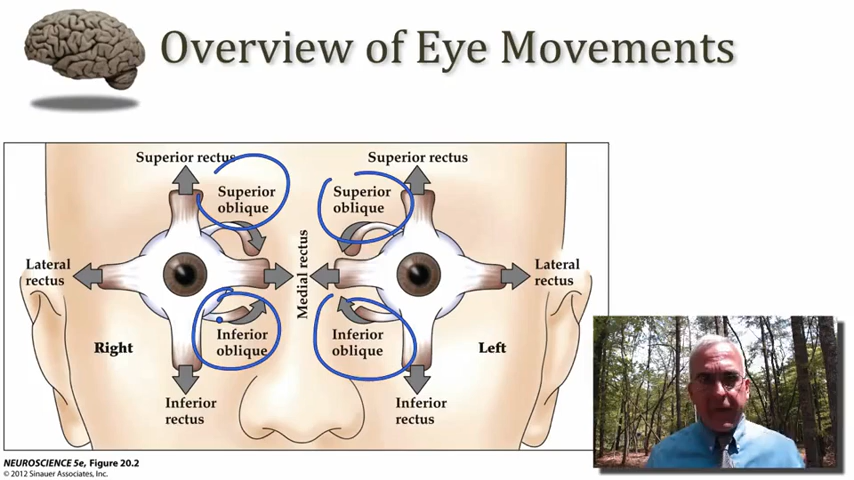 Overview of Eye Movements
Superior rectus
Superior rectus
Superior
oblique
Superior
oblique
Lateral
rectus
Medial rectus
Lateral
rectus
Right
Inferior
oblique
Inferior
oblique
Left
Inferior
rectus
Inferior
rectus
NEUROSCIENCE 5e, Figure 20.2
© 2012 Sinauer Associates, Inc.